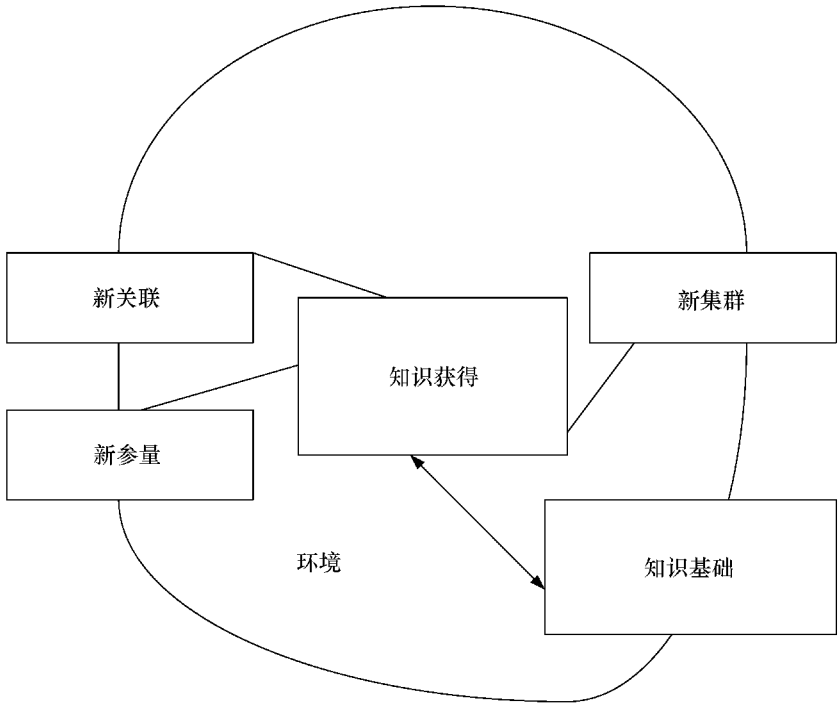 新关联
新集群
知识获得
新参量
环境
知识基础